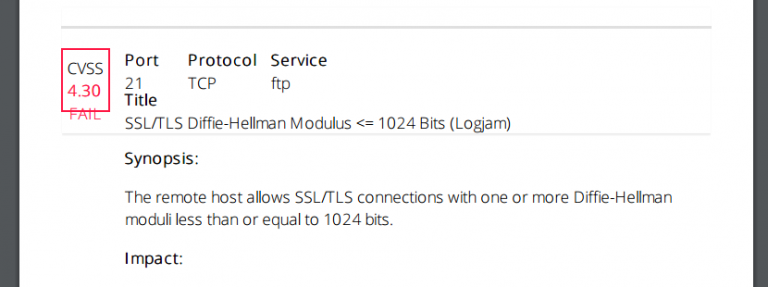 CVSS
4.30
FAIL
Port Protocol Service
21 TCP ftp
Title
SSL/TLS Diffie-Hellman Modulus <= 1024 Bits (Logjam)
Synopsis:
The remote host allows SSL/TLS connections with one or more Diffie-Hellman
moduli less than or equal to 1024 bits.
Impact: